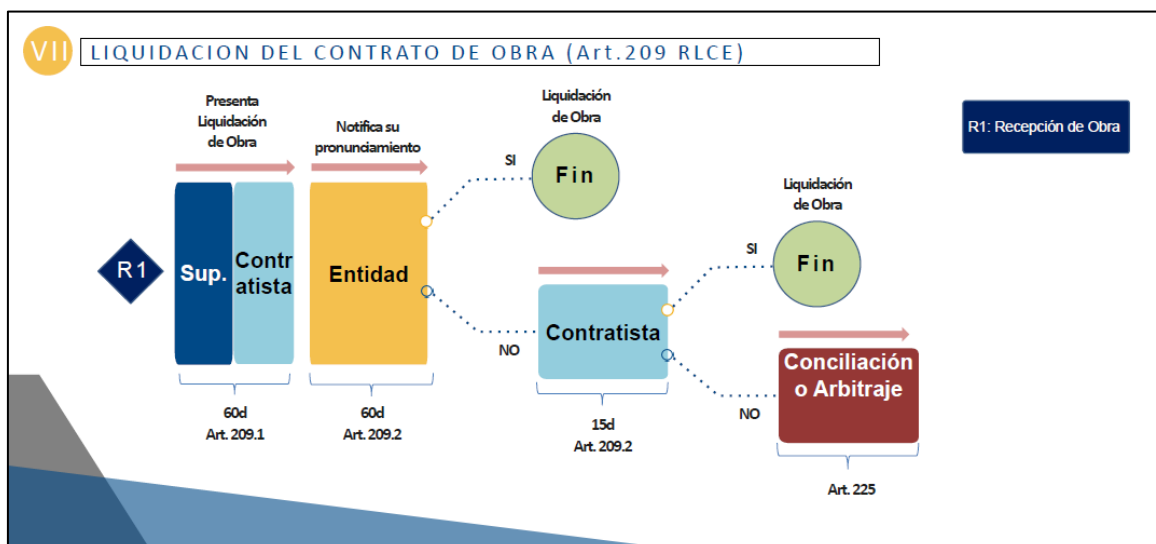 VII
LIQUIDACION DEL CONTRATO DE OBRA (Art.209 RLCE)
Presenta
Liquidación
de Obra
Notifica su
pronunciamiento
Liquidación
de Obra
R1: Recepción de Obra
SI
Fin
Liquidación
de Obra
R1
Sup.
Contr
atista
Entidad
SI
Fin
NO
Contratista
Conciliación
o Arbitraje
NO
60d
Art. 209.1
60d
Art. 209.2
15d
Art. 209.2
Art. 225